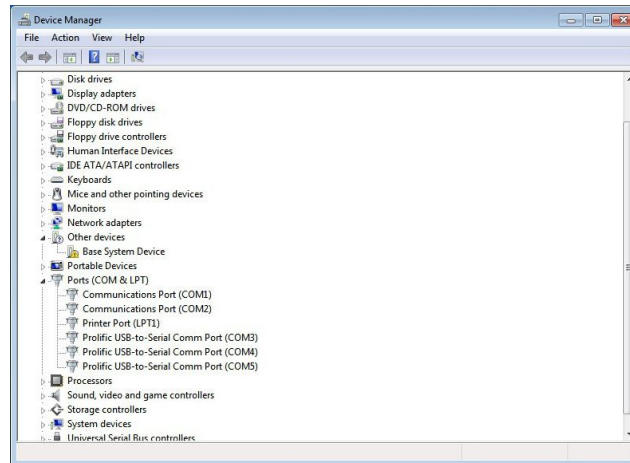 Device Manager
File Action View Help
Disk drives
Display adapters
DVD/CD-ROM drives
Floppy disk drives
Floppy drive controllers
Human Interface Devices
IDE ATA/ATAPI controllers
Keyboards
Mice and other pointing devices
Monitors
Network adapters
Other devices
Base System Device
Portable Devices
Ports (COM & LPT)
Communications Port (COM1)
Communications Port (COM2)
Printer Port (LPT1)
Prolific USB-to-Serial Comm Port (COM3)
Prolific USB-to-Serial Comm Port (COM4)
Prolific USB-to-Serial Comm Port (COM5)
Processors
Sound, video and game controllers
Storage controllers
System devices
Universal Serial Bus controllers